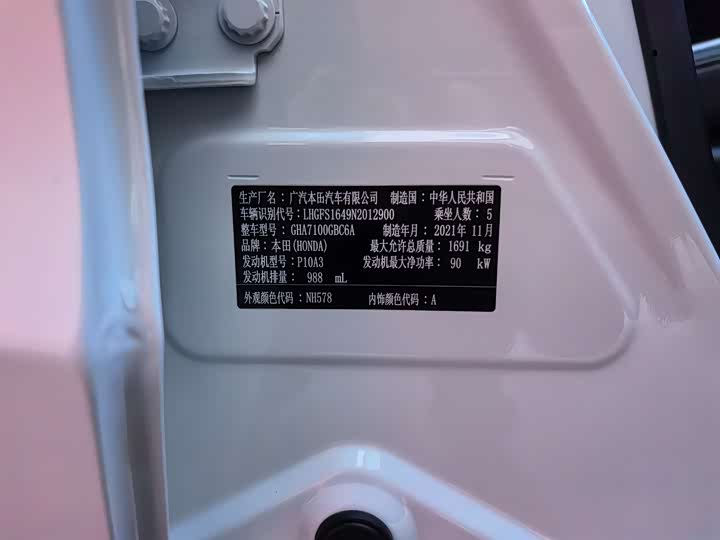 生产厂名：广汽本田汽车有限公司 制造国：中华人民共和国
车辆识别代号：LHGFS1649N2012900 乘坐人数：5
整车型号：GHA7100GBC6A 制造年月：2021年11月
品牌：本田(HONDA) 最大允许总质量：1691 kg
发动机型号：P10A3 发动机最大净功率：90 kW
发动机排量：988 mL
外观颜色代码：NH578 内饰颜色代码：A